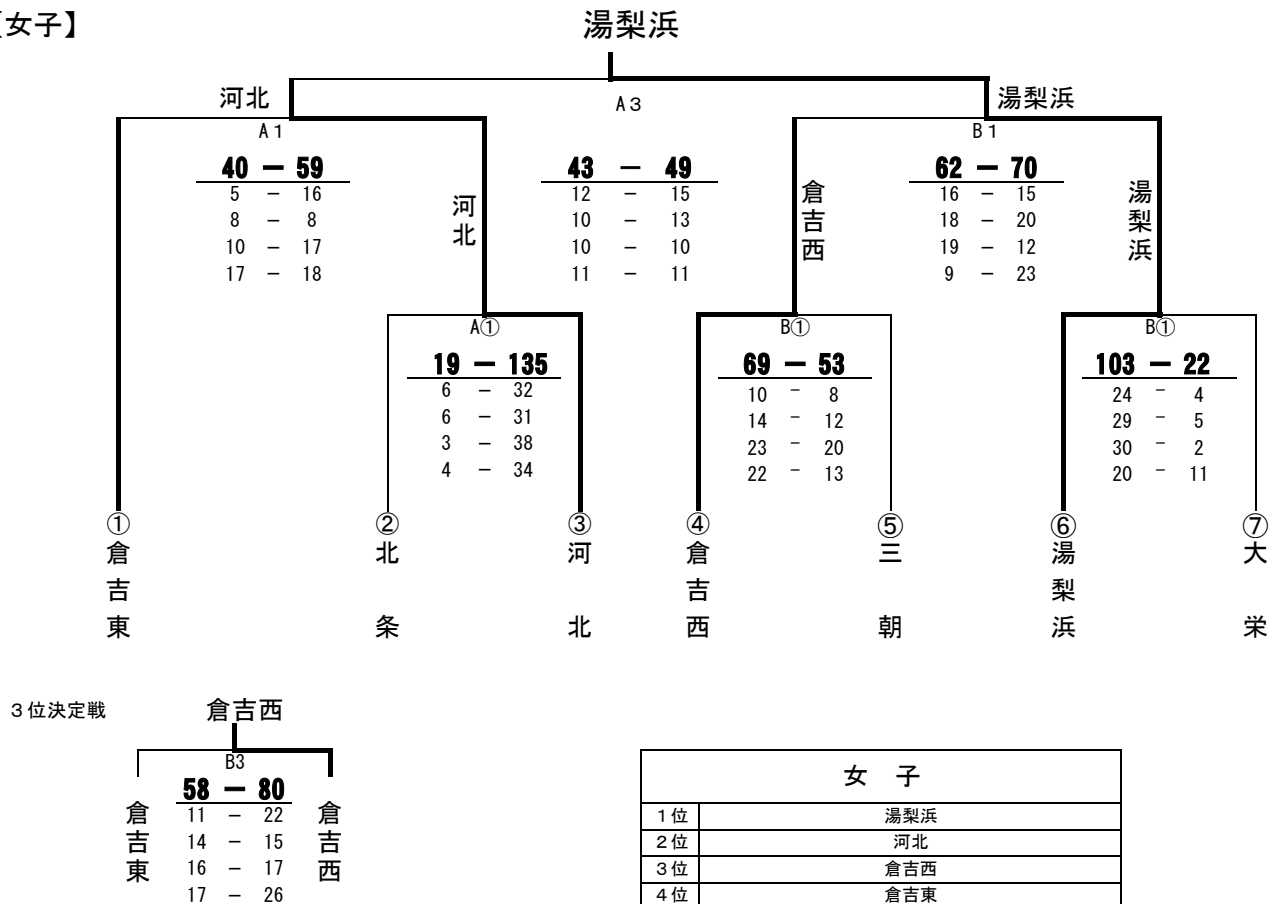 【女子】
湯梨浜
河北
A３
湯梨浜
A１
B１
40 － 59
43 － 49
62 － 70
5 － 16
12 － 15
16 － 15
8 － 8
10 － 13
18 － 20
10 － 17
10 － 10
19 － 12
17 － 18
11 － 11
9 － 23
河北
倉吉西
湯梨浜
A①
B①
B①
19 － 135
69 － 53
103 － 22
6 － 32
10 － 8
24 － 4
6 － 31
14 － 12
29 － 5
3 － 38
23 － 20
30 － 2
4 － 34
22 － 13
20 － 11
① ② ③ ④ ⑤ ⑥ ⑦
倉吉東
北条
河北
倉吉西
三朝
湯梨浜
大栄
３位決定戦
倉吉西
B3
58 － 80
11 － 22
14 － 15
16 － 17
17 － 26
倉吉東
倉吉西
女 子
１位 湯梨浜
２位 河北
３位 倉吉西
４位 倉吉東